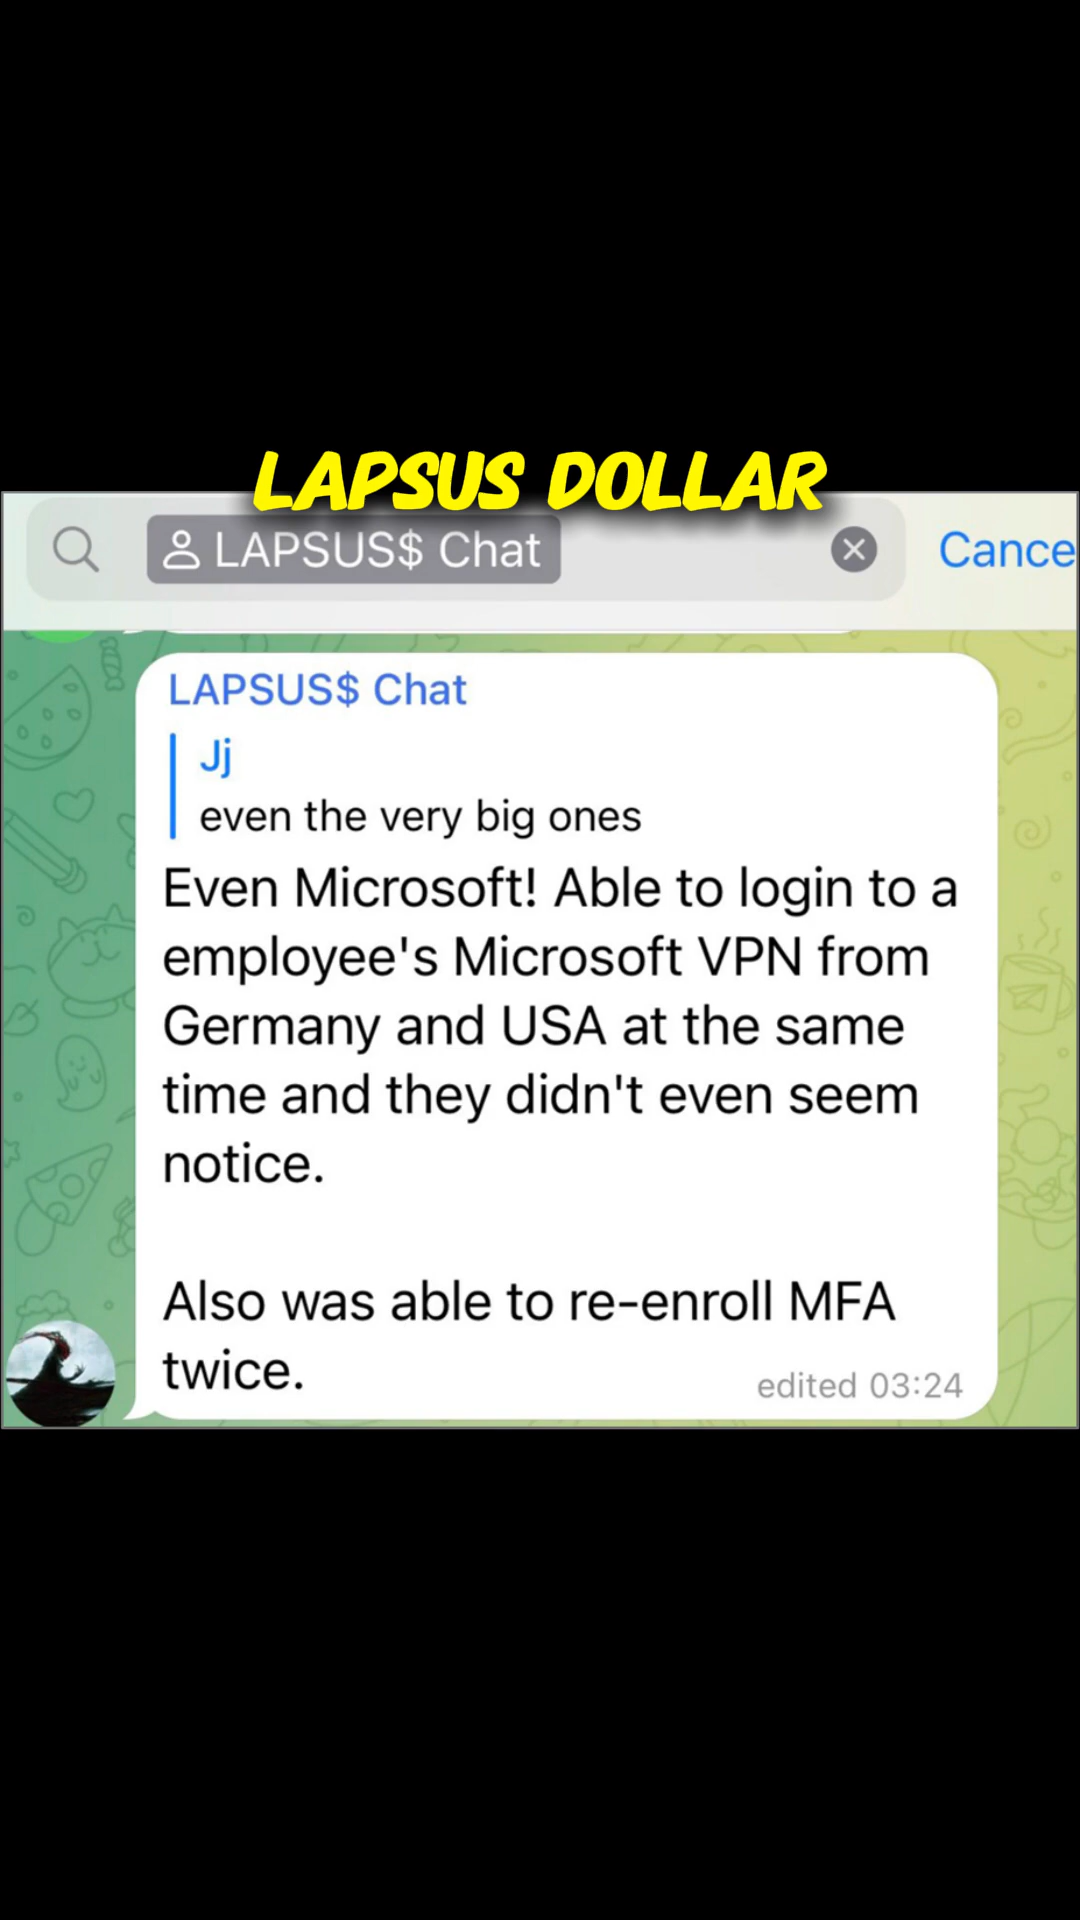 LAPSUS DOLLAR
LAPSUS$ Chat
Cance
LAPSUS$ Chat
Jj
even the very big ones
Even Microsoft! Able to login to a
employee's Microsoft VPN from
Germany and USA at the same
time and they didn't even seem
notice.
Also was able to re-enroll MFA
twice.
edited 03:24